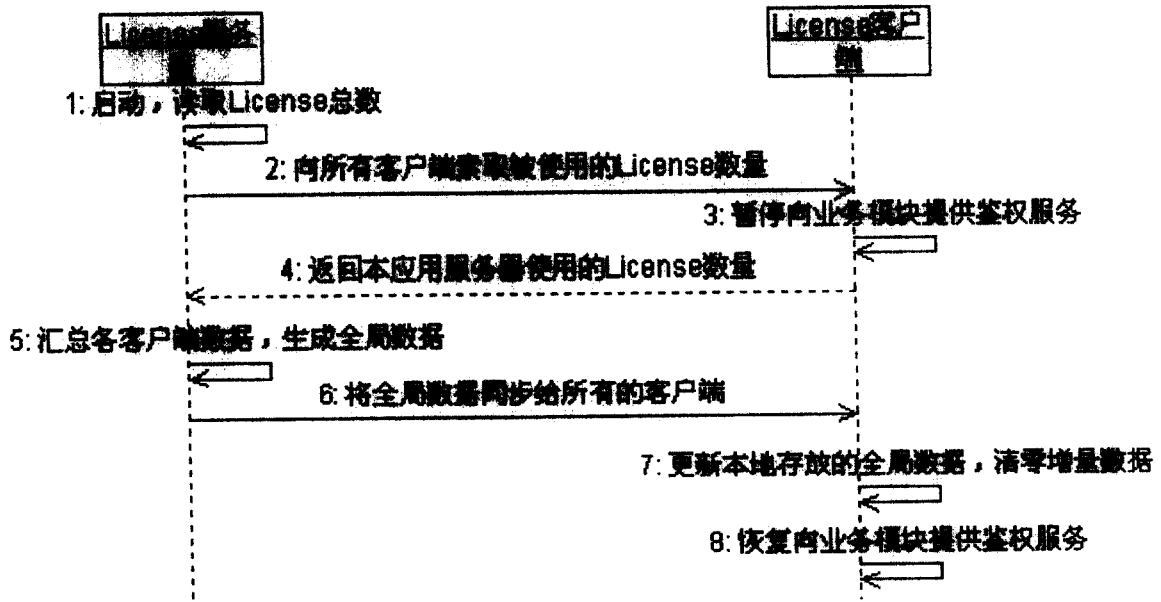 License服务
器
License客户
端
1: 启动，读取License总数
2: 向所有客户端索取被使用的License数量
3: 暂停向业务模块提供鉴权服务
4: 返回本应用服务器使用的License数量
5: 汇总各客户端数据，生成全局数据
6: 将全局数据同步给所有的客户端
7: 更新本地存放的全局数据，清零增量数据
8: 恢复向业务模块提供鉴权服务